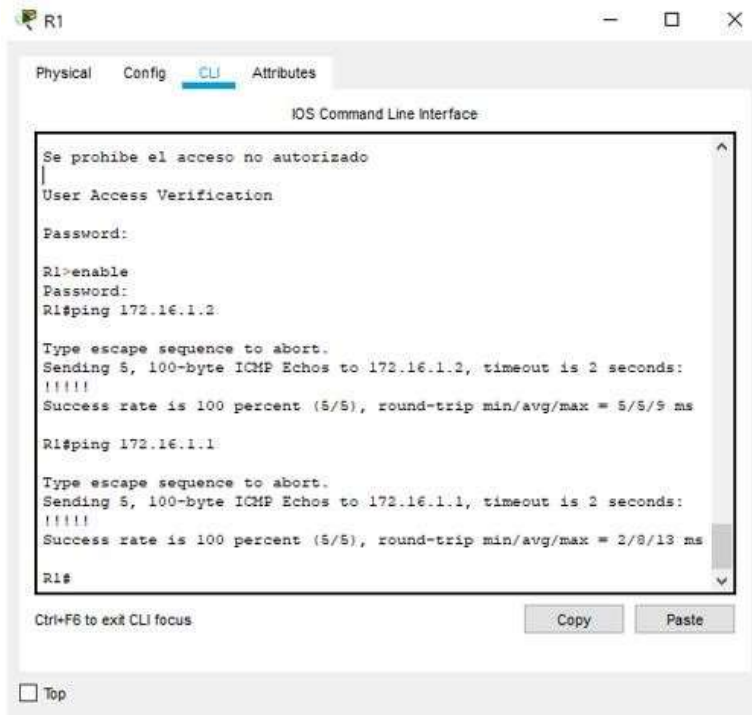 R1
Physical Config CLI Attributes
IOS Command Line Interface
Se prohibe el acceso no autorizado
User Access Verification
Password:
R1>enable
Password:
R1#ping 172.16.1.2
Type escape sequence to abort.
Sending 5, 100-byte ICMP Echos to 172.16.1.2, timeout is 2 seconds:
!!!!!
Success rate is 100 percent (5/5), round-trip min/avg/max = 5/5/9 ms
R1#ping 172.16.1.1
Type escape sequence to abort.
Sending 5, 100-byte ICMP Echos to 172.16.1.1, timeout is 2 seconds:
!!!!!
Success rate is 100 percent (5/5), round-trip min/avg/max = 2/8/13 ms
R1#
Ctrl+F6 to exit CLI focus
Copy Paste
Top